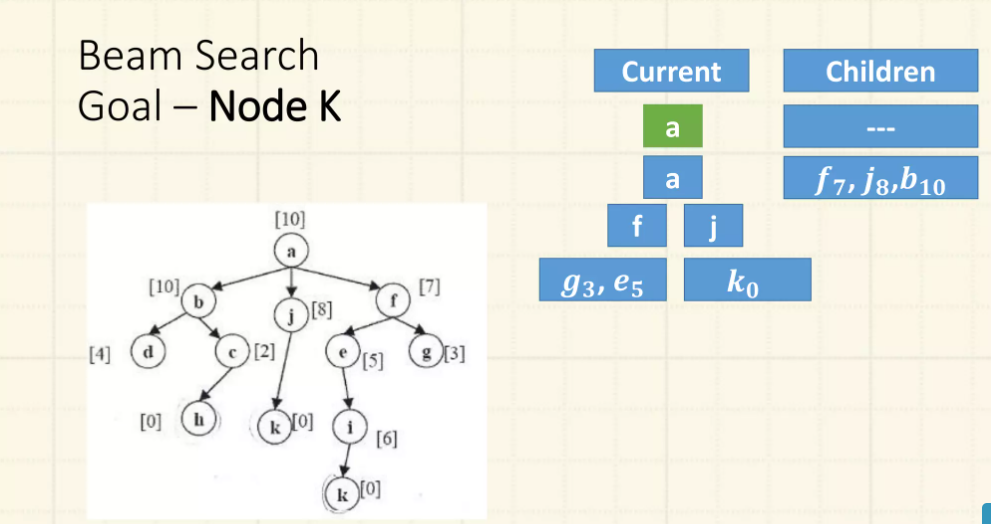 Beam Search
Goal – Node K
Current Children
a ---
a f7, j8,b10
f j
g3, e5 k0
[10]
a
[10] b j [8] f [7]
[4] d c [2] e [5] g [3]
[0] h k [0] i [6]
k [0]